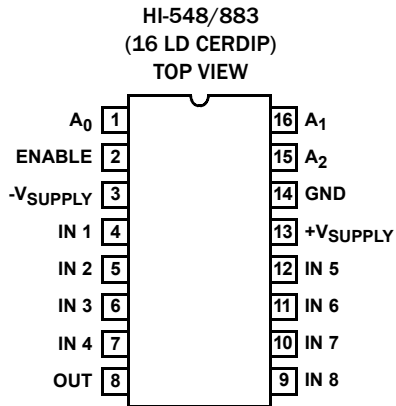 HI-548/883
(16 LD CERDIP)
TOP VIEW
A0 1 16 A1
ENABLE 2 15 A2
-VSUPPLY 3 14 GND
IN 1 4 13 +VSUPPLY
IN 2 5 12 IN 5
IN 3 6 11 IN 6
IN 4 7 10 IN 7
OUT 8 9 IN 8